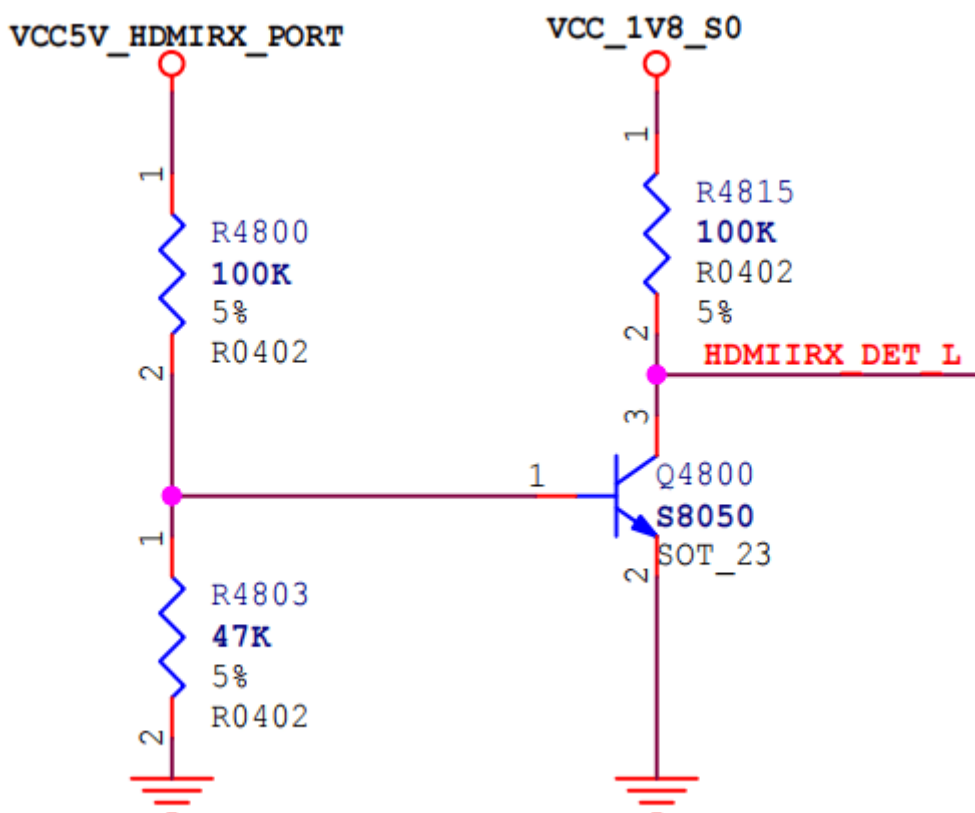 VCC5V_HDMIRX_PORT
VCC_1V8_S0
1
R4800
100K
5%
R0402
2
1
R4815
100K
R0402
5%
2
HDMIIRX_DET_L
3
1
Q4800
S8050
SOT_23
2
1
R4803
47K
5%
R0402
2